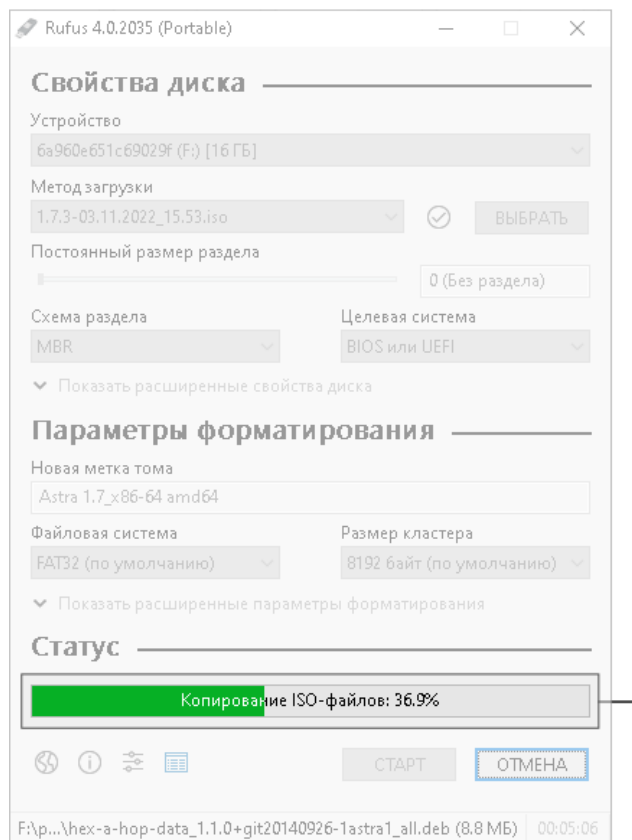 Rufus 4.0.2035 (Portable)
Свойства диска
Устройство
6a960e651c69029f (F:) [16 ГБ]
Метод загрузки
1.7.3-03.11.2022_15.53.iso
ВЫБРАТЬ
Постоянный размер раздела
0 (Без раздела)
Схема раздела
Целевая система
MBR
BIOS или UEFI
Показать расширенные свойства диска
Параметры форматирования
Новая метка тома
Astra 1.7_x86-64 amd64
Файловая система
Размер кластера
FAT32 (по умолчанию)
8192 байт (по умолчанию)
Показать расширенные параметры форматирования
Статус
Копирование ISO-файлов: 36.9%
СТАРТ
ОТМЕНА
F:\p...\hex-a-hop-data_1.1.0+git20140926-1astra1_all.deb (8.8 МБ)
00:05:06